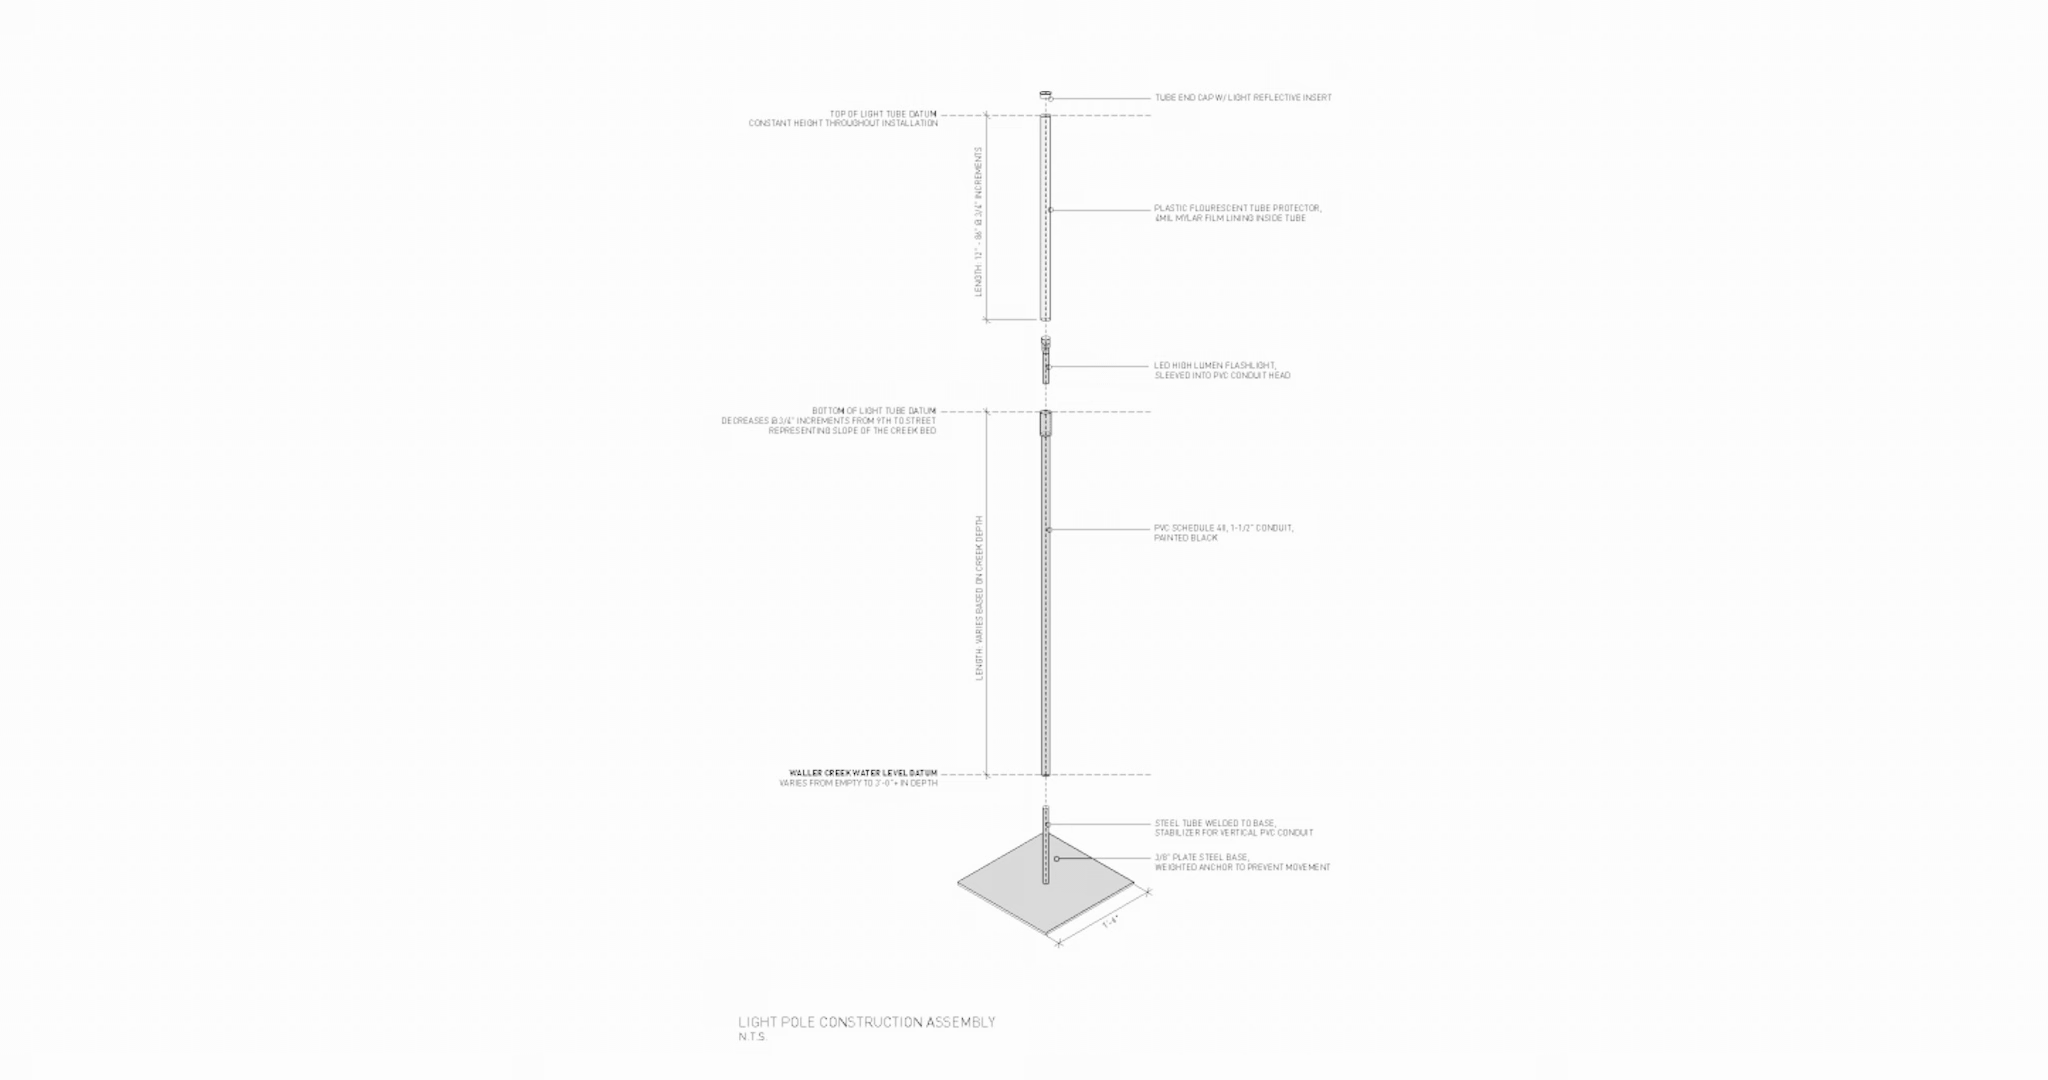 TUBE END CAP W/ LIGHT REFLECTIVE INSERT
TOP OF LIGHT TUBE DATUM
CONSTANT HEIGHT THROUGHOUT INSTALLATION
LENGTH: 12" - 86" @ 3/4" INCREMENTS
PLASTIC FLOURESCENT TUBE PROTECTOR,
4MIL MYLAR FILM LINING INSIDE TUBE
LED HIGH LUMEN FLASHLIGHT,
SLEEVED INTO PVC CONDUIT HEAD
BOTTOM OF LIGHT TUBE DATUM
DECREASES @ 3/4" INCREMENTS FROM 9TH TO STREET
REPRESENTING SLOPE OF THE CREEK BED
LENGTH: VARIES BASED ON CREEK DEPTH
PVC SCHEDULE 1-1/2" CONDUIT,
PAINTED BLACK
WALLER CREEK WATER LEVEL DATUM
VARIES FROM EMPTY TO 3'-0"+ IN DEPTH
STEEL TUBE WELDED TO BASE,
STABILIZER FOR VERTICAL PVC CONDUIT
3/8" PLATE STEEL BASE,
WEIGHTED ANCHOR TO PREVENT MOVEMENT
LIGHT POLE CONSTRUCTION ASSEMBLY
N.T.S.